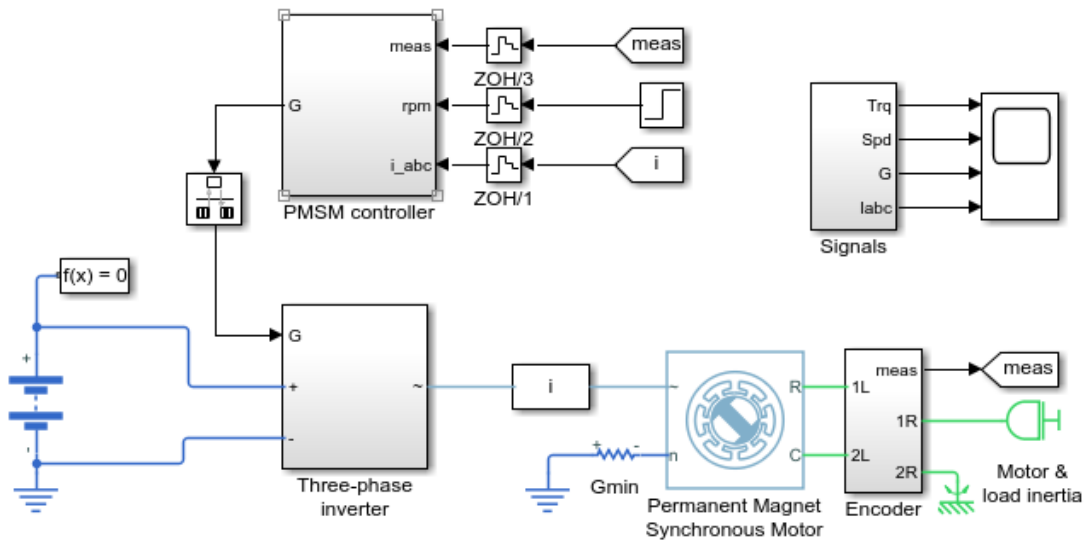 meas
rpm
i_abc
G
PMSM controller
ZOH/3
ZOH/2
ZOH/1
meas
i
Trq
Spd
G
Iabc
Signals
f(x) = 0
+
-
G
+
-
~
Three-phase
inverter
i
+
-
Gmin
~
n
R
C
Permanent Magnet
Synchronous Motor
1L
2L
meas
1R
2R
Encoder
meas
Motor &
load inertia